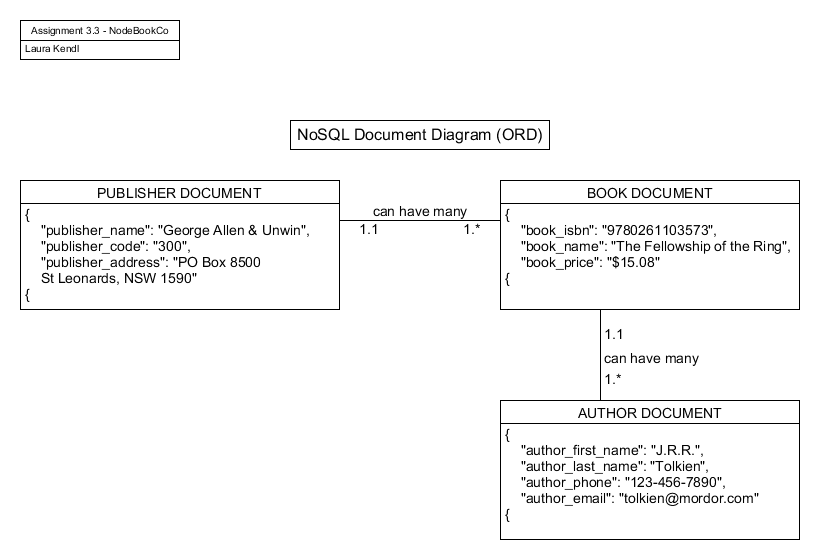 Assignment 3.3 - NodeBookCo
Laura Kendl
NoSQL Document Diagram (ORD)
PUBLISHER DOCUMENT
{
"publisher_name": "George Allen & Unwin",
"publisher_code": "300",
"publisher_address": "PO Box 8500
St Leonards, NSW 1590"
{
can have many
1.1
1.*
BOOK DOCUMENT
{
"book_isbn": "9780261103573",
"book_name": "The Fellowship of the Ring",
"book_price": "$15.08"
{
1.1
can have many
1.*
AUTHOR DOCUMENT
{
"author_first_name": "J.R.R.",
"author_last_name": "Tolkien",
"author_phone": "123-456-7890",
"author_email": "tolkien@mordor.com"
{